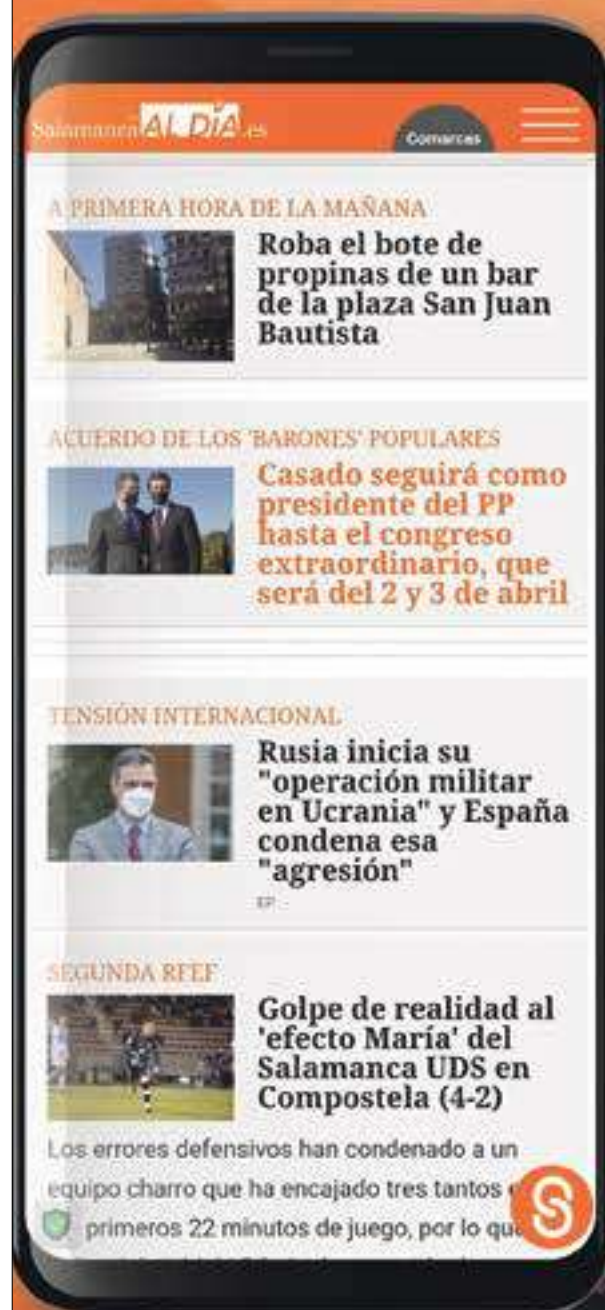 Salamanca AL DÍA.es
Comarcas
A PRIMERA HORA DE LA MAÑANA
Roba el bote de
propinas de un bar
de la plaza San Juan
Bautista
ACUERDO DE LOS 'BARONES' POPULARES
Casado seguirá como
presidente del PP
hasta el congreso
extraordinario, que
será del 2 y 3 de abril
TENSIÓN INTERNACIONAL
Rusia inicia su
"operación militar
en Ucrania" y España
condena esa
"agresión"
EP
SEGUNDA RFEF
Golpe de realidad al
'efecto María' del
Salamanca UDS en
Compostela (4-2)
Los errores defensivos han condenado a un
equipo charro que ha encajado tres tantos
primeros 22 minutos de juego, por lo
S